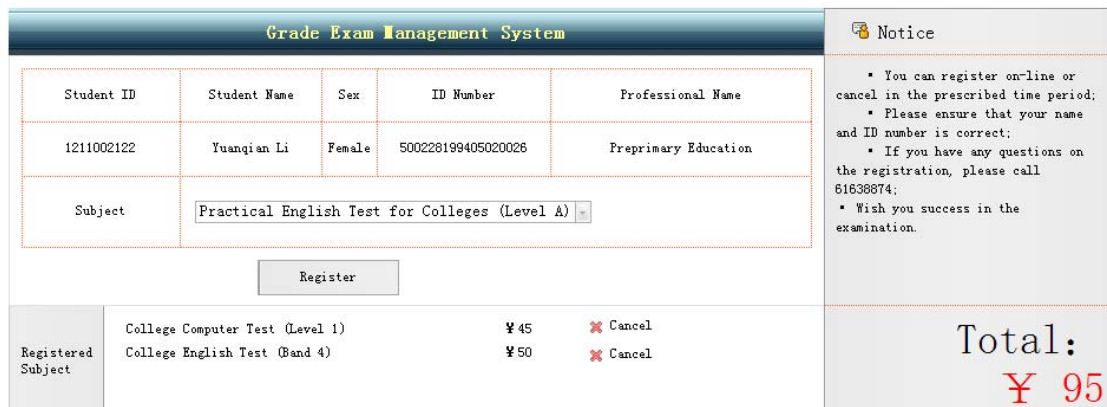 Grade Exam Management System
Student ID Student Name Sex ID Number Professional Name
1211002122 Yuanqian Li Female 500228199405020026 Preprimary Education
Subject Practical English Test for Colleges (Level A)
Register
Registered
Subject
College Computer Test (Level 1) ¥45 Cancel
College English Test (Band 4) ¥50 Cancel
Notice
▪ You can register on-line or
cancel in the prescribed time period;
▪ Please ensure that your name
and ID number is correct;
▪ If you have any questions on
the registration, please call
61638874;
▪ Wish you success in the
examination.
Total:
¥ 95